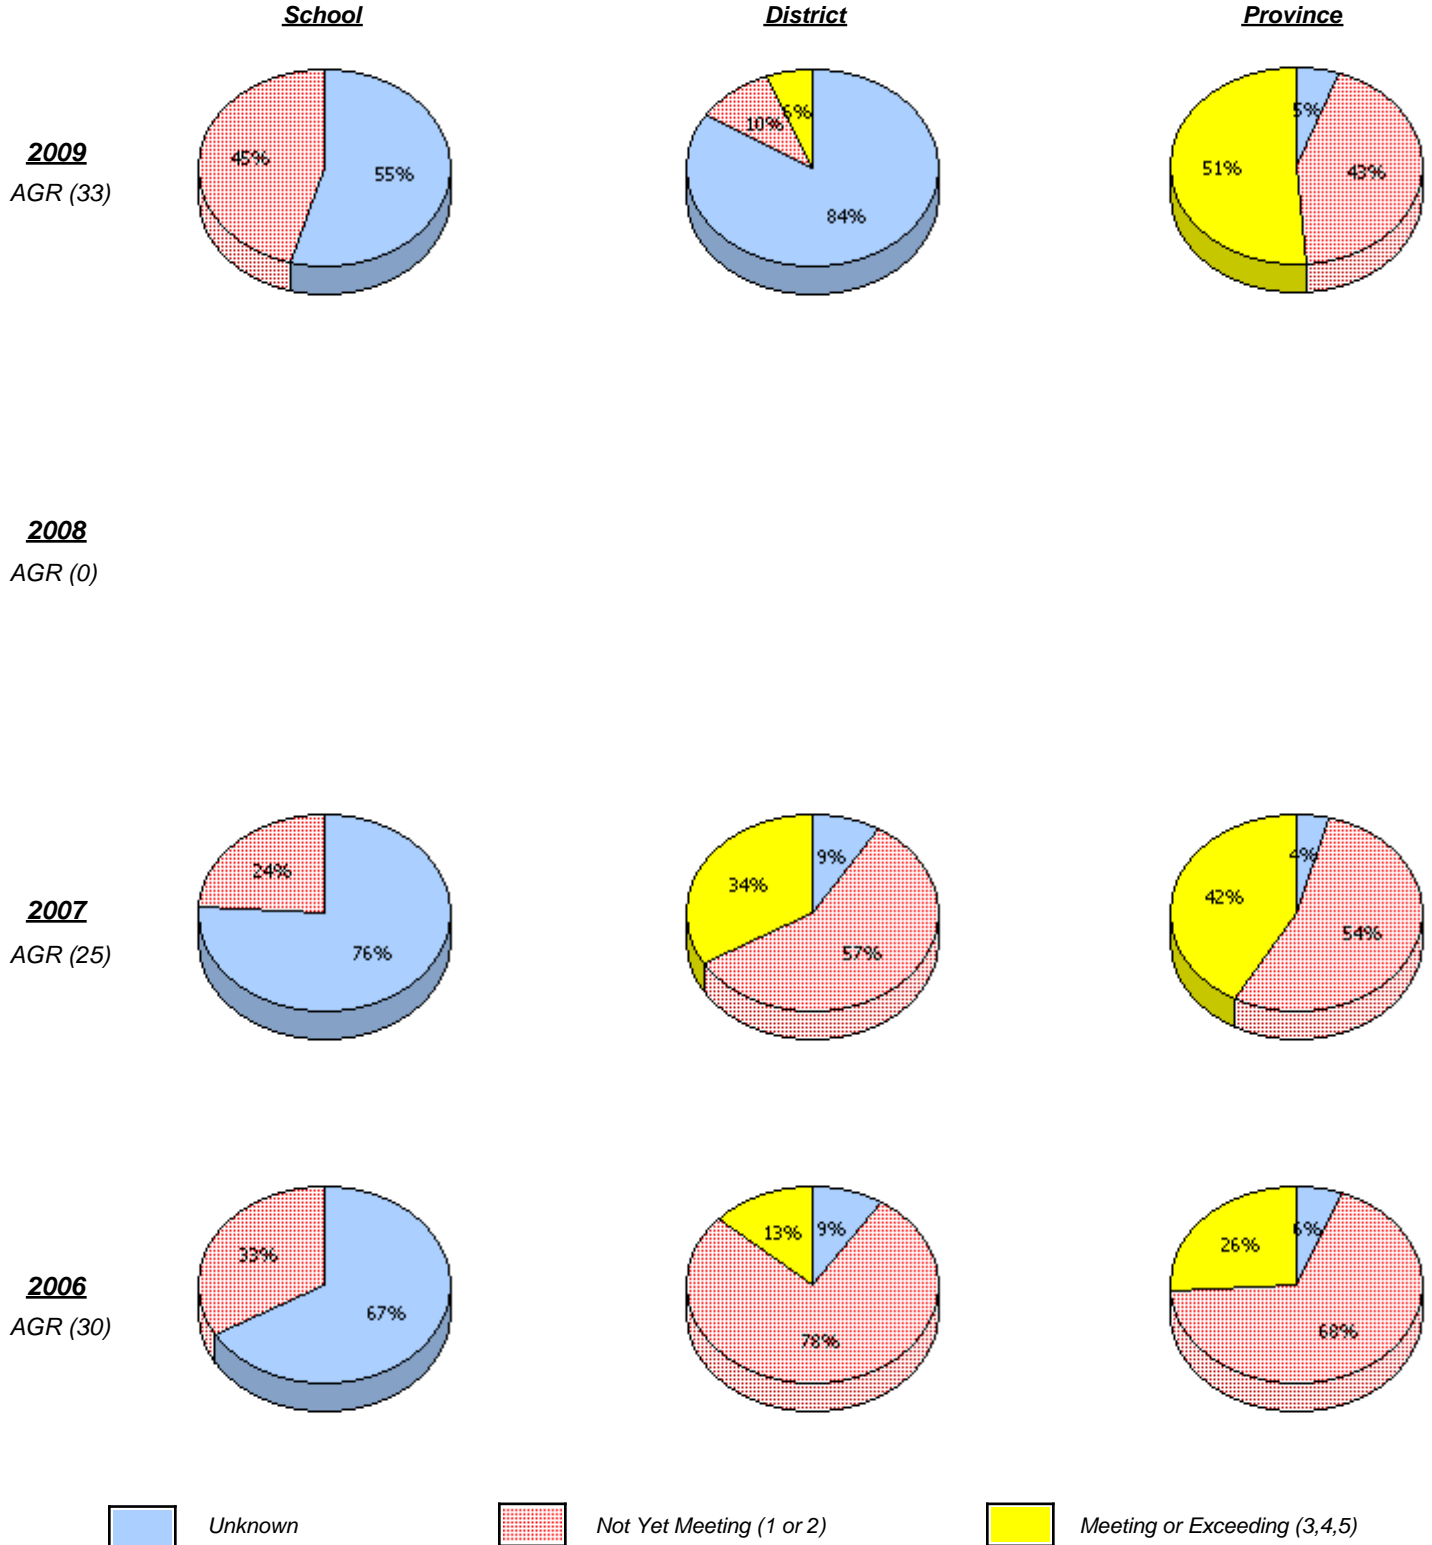 School District Province
2009
AGR (33)
45% 55%
10% 6% 84%
51% 5% 43%
2008
AGR (0)
2007
AGR (25)
24% 76%
34% 9% 57%
42% 4% 54%
2006
AGR (30)
33% 67%
13% 9% 78%
26% 6% 68%
Unknown Not Yet Meeting (1 or 2) Meeting or Exceeding (3,4,5)